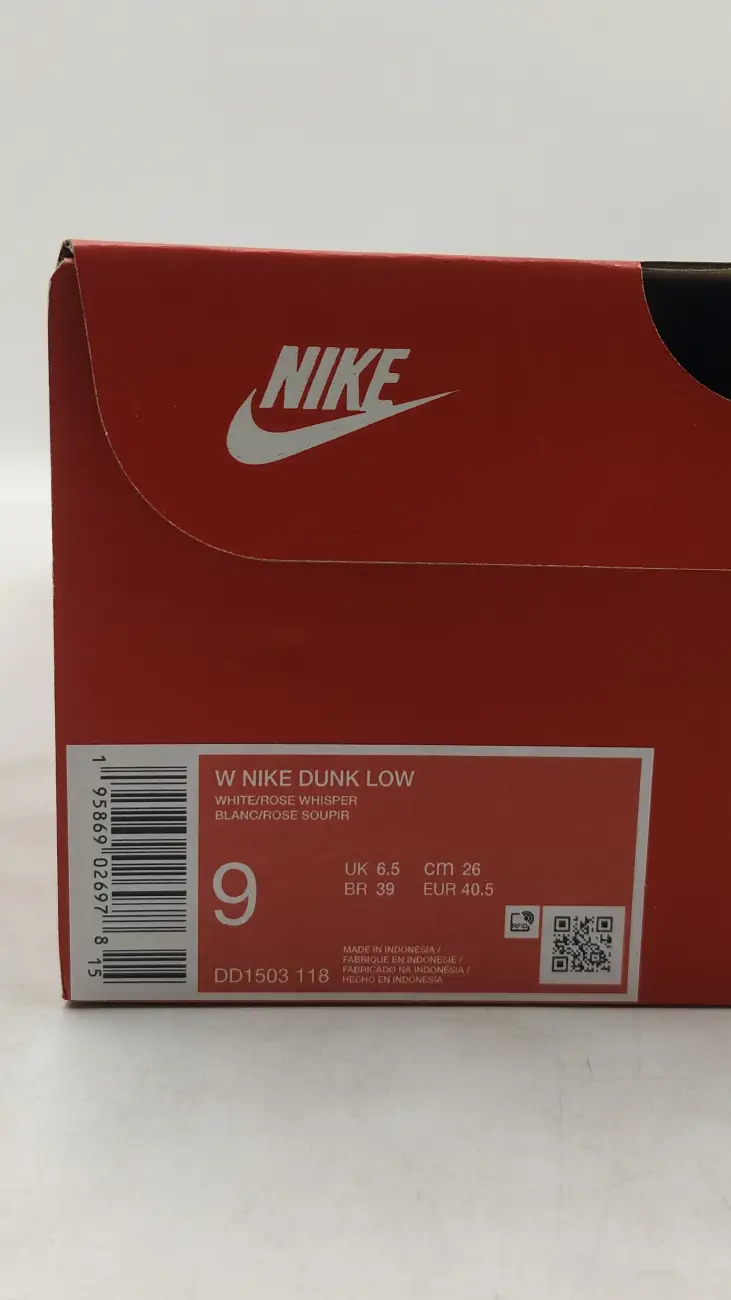 NIKE
1 95869 02697 8 15
W NIKE DUNK LOW
WHITE/ROSE WHISPER
BLANC/ROSE SOUPIR
9
UK 6.5 cm 26
BR 39 EUR 40.5
RFID
DD1503 118
MADE IN INDONESIA /
FABRIQUE EN INDONESIE /
FABRICADO NA INDONESIA /
HECHO EN INDONESIA